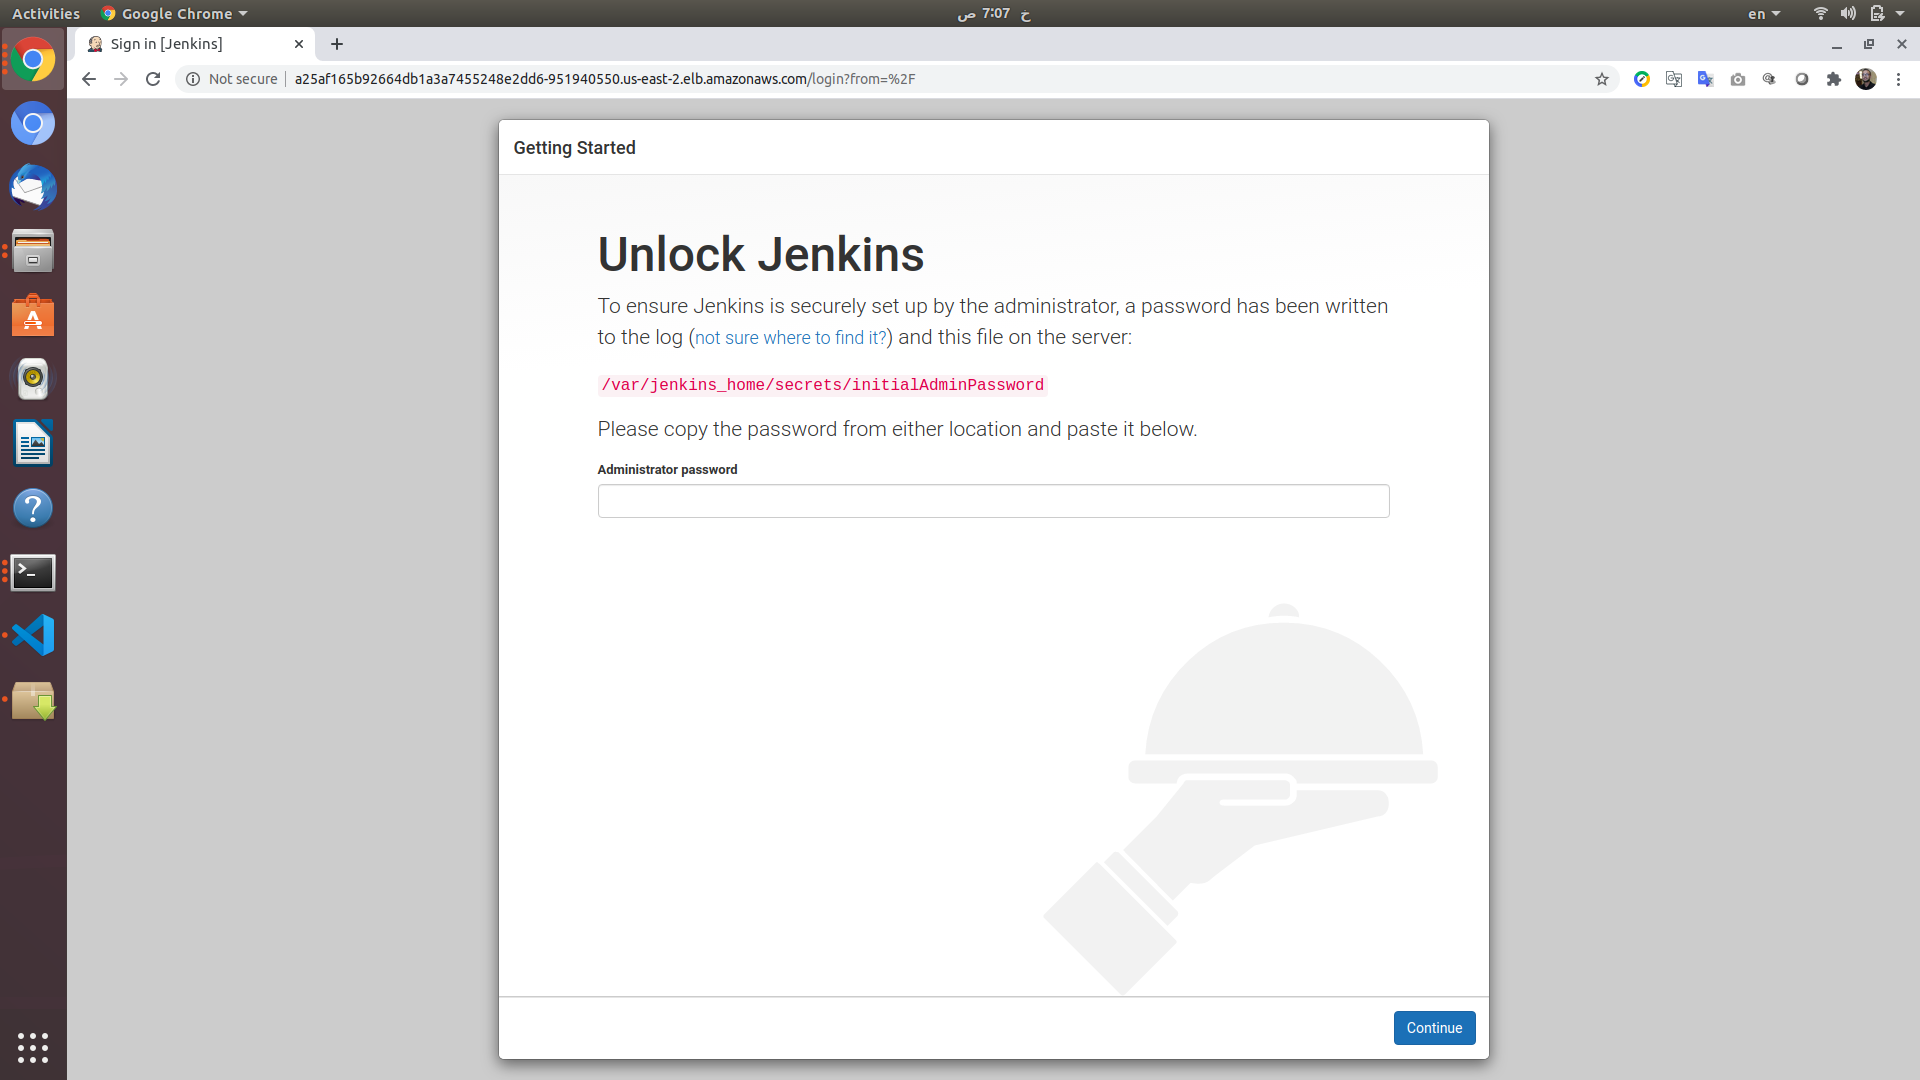 Activities
Google Chrome
خ 7:07 ص
en
Sign in [Jenkins]
Not secure
a25af165b92664db1a3a7455248e2dd6-951940550.us-east-2.elb.amazonaws.com/login?from=%2F
Getting Started
Unlock Jenkins
To ensure Jenkins is securely set up by the administrator, a password has been written
to the log (not sure where to find it?) and this file on the server:
/var/jenkins_home/secrets/initialAdminPassword
Please copy the password from either location and paste it below.
Administrator password
Continue